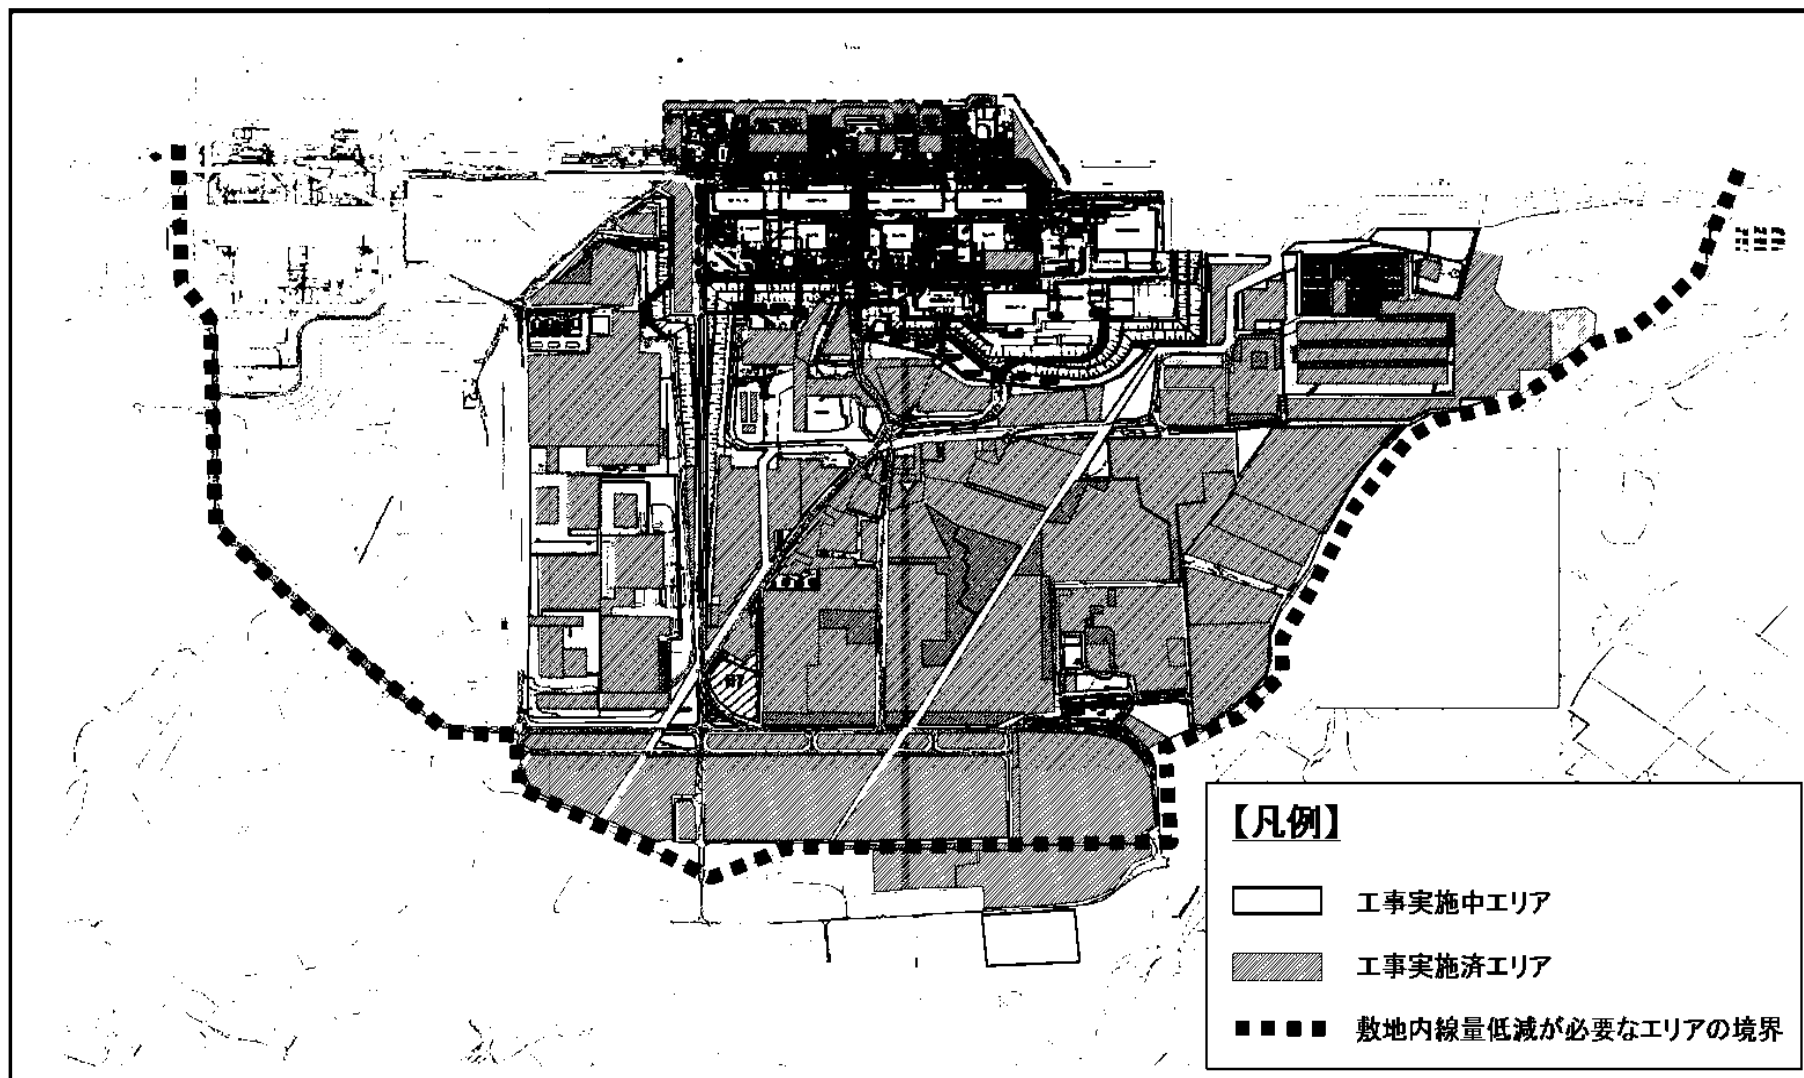 【凡例】
工事実施中エリア
工事実施済エリア
敷地内線量低減が必要なエリアの境界